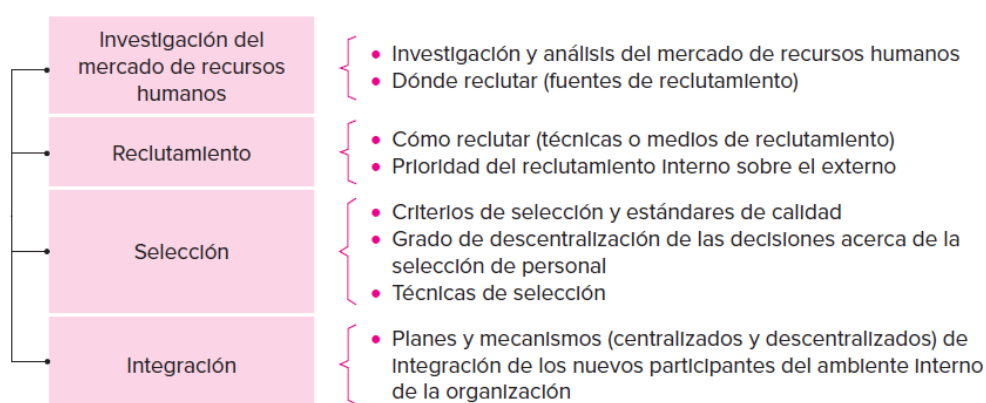 Investigación del
mercado de recursos
humanos
• Investigación y análisis del mercado de recursos humanos
• Dónde reclutar (fuentes de reclutamiento)
Reclutamiento
• Cómo reclutar (técnicas o medios de reclutamiento)
• Prioridad del reclutamiento interno sobre el externo
Selección
• Criterios de selección y estándares de calidad
• Grado de descentralización de las decisiones acerca de la
selección de personal
• Técnicas de selección
Integración
• Planes y mecanismos (centralizados y descentralizados) de
integración de los nuevos participantes del ambiente interno
de la organización